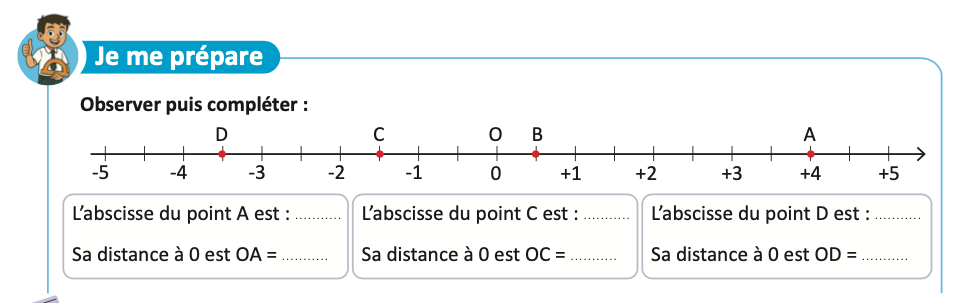 Je me prépare
Observer puis compléter :
D C O B A
-5 -4 -3 -2 -1 0 +1 +2 +3 +4 +5
L'abscisse du point A est : ...........
Sa distance à 0 est OA = ...........
L'abscisse du point C est : ...........
Sa distance à 0 est OC = ...........
L'abscisse du point D est : ...........
Sa distance à 0 est OD = ...........